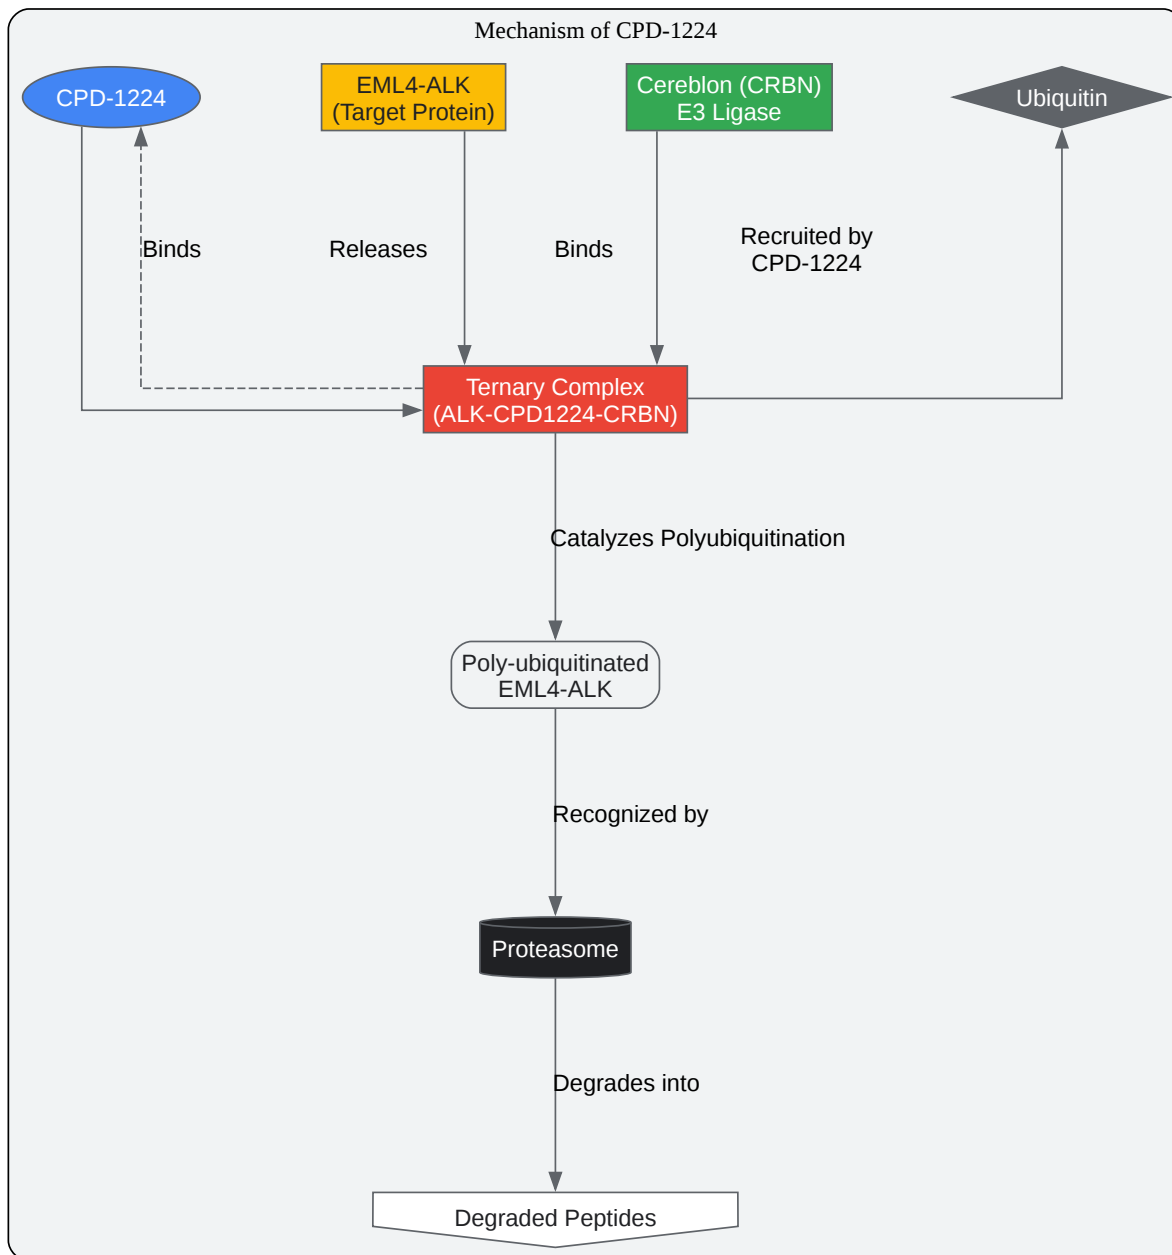 Mechanism of CPD-1224
CPD-1224
EML4-ALK
(Target Protein)
Cereblon (CRBN)
E3 Ligase
Ubiquitin
Binds
Releases
Binds
Recruited by
CPD-1224
Ternary Complex
(ALK-CPD1224-CRBN)
Catalyzes Polyubiquitination
Poly-ubiquitinated
EML4-ALK
Recognized by
Proteasome
Degrades into
Degraded Peptides